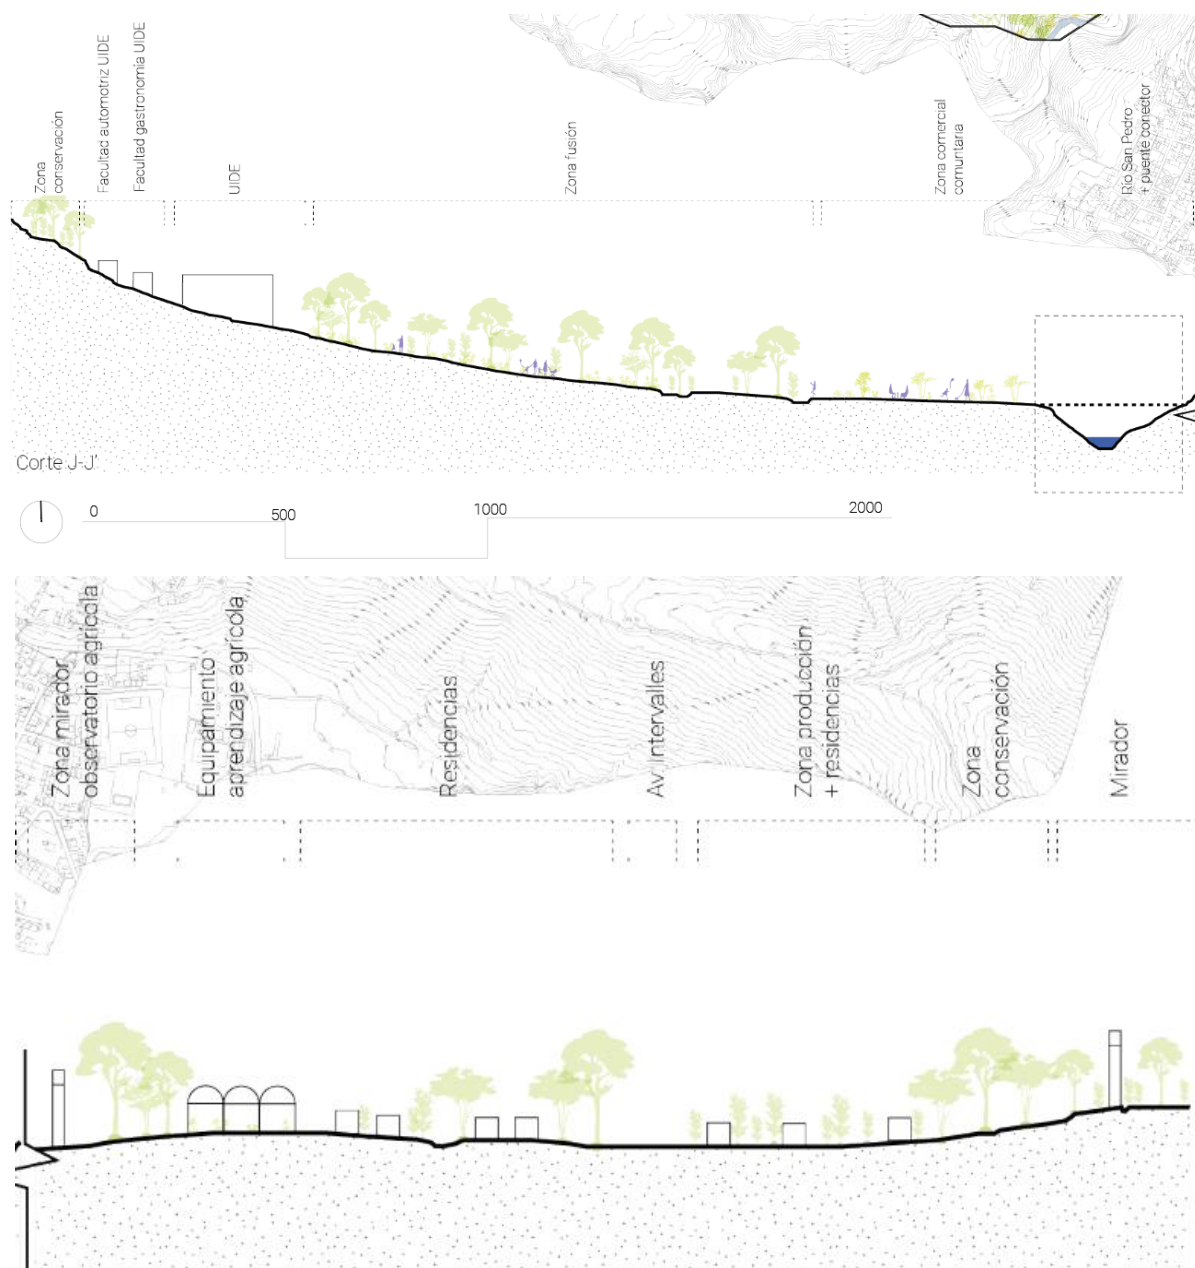 Zona
conservación
Facultad automotriz UIDE
Facultad gastronomía UIDE
UIDE
Zona fusión
Zona comercial
comuntaria
Río San Pedro
+ puente conector
Corte J-J'
0
500
1000
2000
Zona mirador
observatorio agrícola
Equipamiento
aprendizaje agrícola
Residencias
Av. Intervalles
Zona producción
+ residencias
Zona
conservación
Mirador